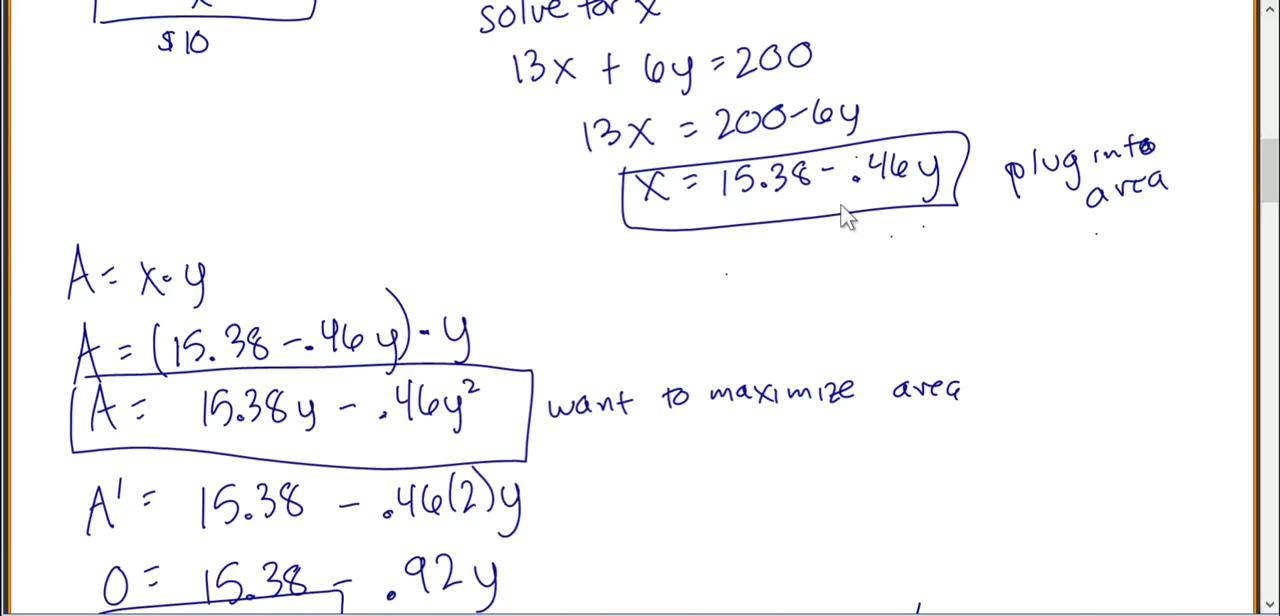 $ 10
solve for x
13x + 6y = 200
13x = 200 - 6y
x = 15.38 - .46y
plug into
area
A = x · y
A = (15.38 - .46y) · y
A = 15.38y - .46y²
want to maximize area
A' = 15.38 - .46(2)y
0 = 15.38 - .92y